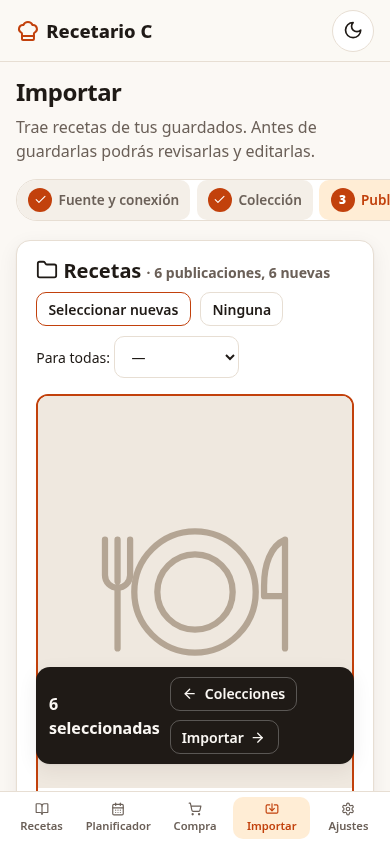 Recetario C
Importar
Trae recetas de tus guardados. Antes de
guardarlas podrás revisarlas y editarlas.
Fuente y conexión
Colección
3 Publ
Recetas · 6 publicaciones, 6 nuevas
Seleccionar nuevas
Ninguna
Para todas: —
6
seleccionadas
← Colecciones
Importar →
Recetas
Planificador
Compra
Importar
Ajustes